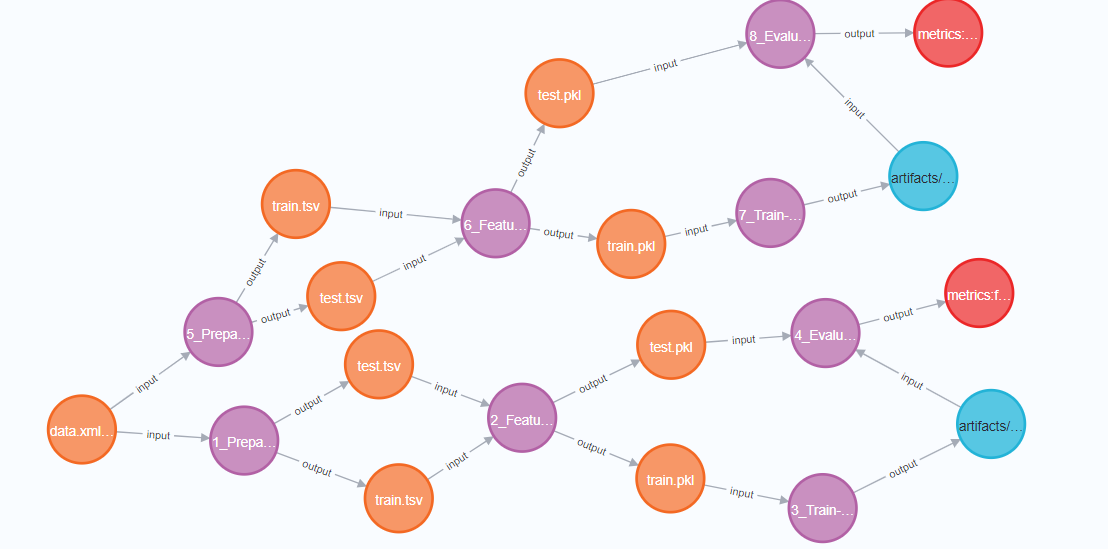 8_Evalu...
output
metrics:...
input
test.pkl
input
output
artifacts/...
train.tsv
input
6_Featu...
output
train.pkl
input
7_Train-...
output
output
input
test.tsv
output
5_Prepa...
metrics:f...
output
4_Evalu...
input
test.pkl
input
test.tsv
input
output
input
output
2_Featu...
artifacts/...
data.xml...
input
1_Prepa...
output
input
output
train.tsv
train.pkl
input
3_Train-...
output